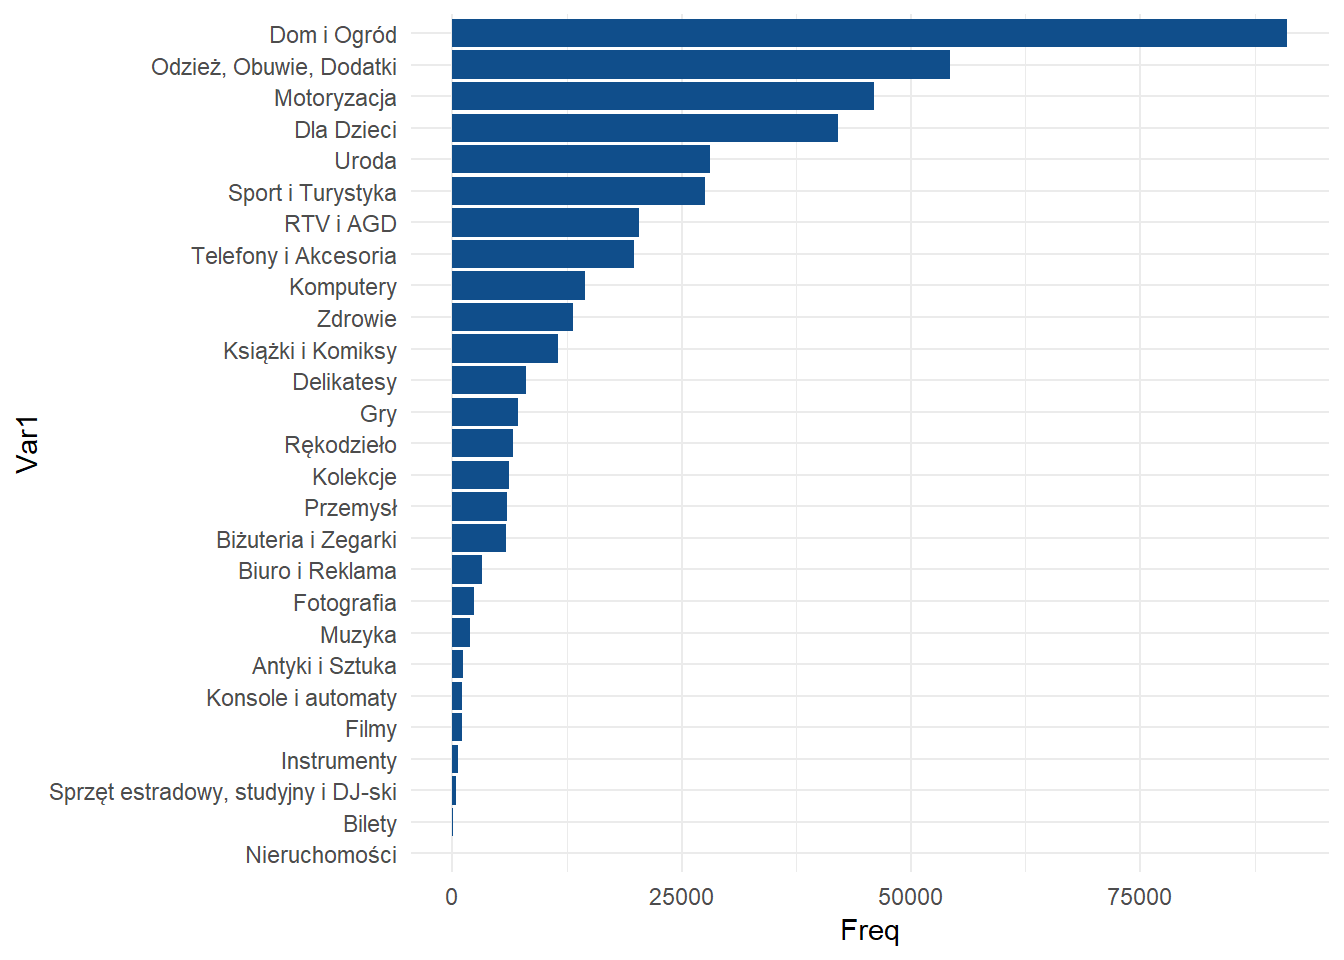 Dom i Ogród
Odzież, Obuwie, Dodatki
Motoryzacja
Dla Dzieci
Uroda
Sport i Turystyka
RTV i AGD
Telefony i Akcesoria
Komputery
Zdrowie
Książki i Komiksy
Delikatesy
Gry
Rękodzieło
Kolekcje
Przemysł
Biżuteria i Zegarki
Biuro i Reklama
Fotografia
Muzyka
Antyki i Sztuka
Konsole i automaty
Filmy
Instrumenty
Sprzęt estradowy, studyjny i DJ-ski
Bilety
Nieruchomości
Var1
0 25000 50000 75000
Freq